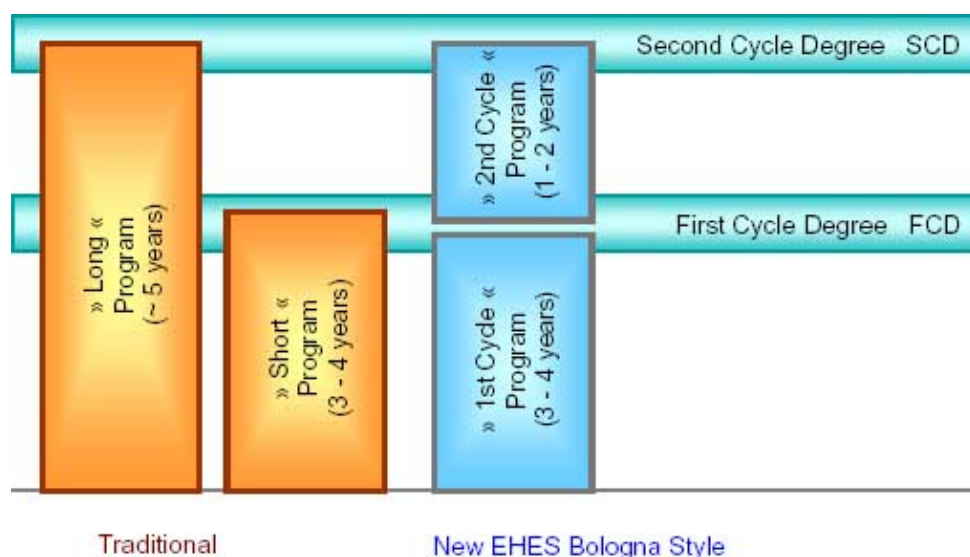 Second Cycle Degree SCD
First Cycle Degree FCD
» Long «
Program
(~ 5 years)
» Short «
Program
(3 - 4 years)
» 2nd Cycle «
Program
(1 - 2 years)
» 1st Cycle «
Program
(3 - 4 years)
Traditional
New EHES Bologna Style